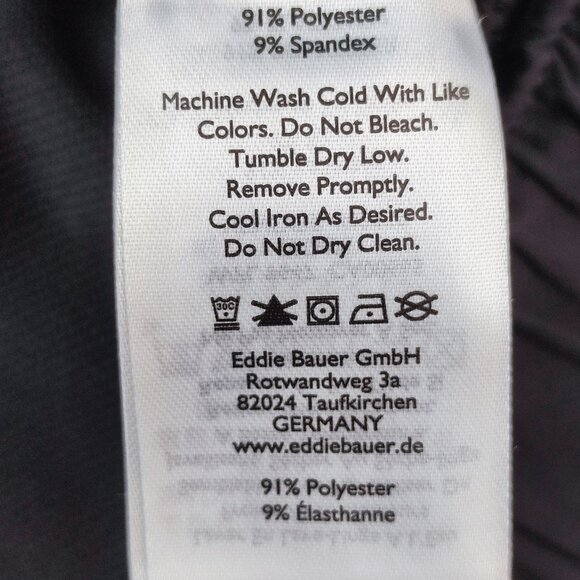 91% Polyester
9% Spandex
Machine Wash Cold With Like
Colors. Do Not Bleach.
Tumble Dry Low.
Remove Promptly.
Cool Iron As Desired.
Do Not Dry Clean.
30C
Eddie Bauer GmbH
Rotwandweg 3a
82024 Taufkirchen
GERMANY
www.eddiebauer.de
91% Polyester
9% Élasthanne